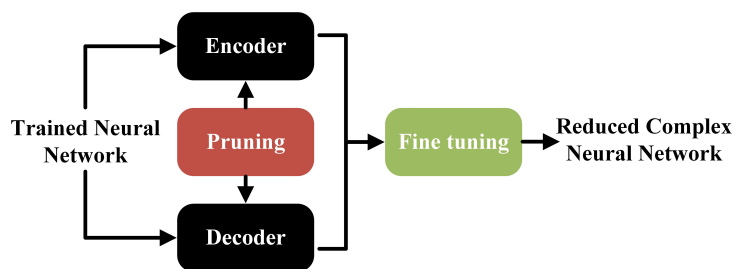 Encoder
Trained Neural
Network
Pruning
Decoder
Fine tuning
Reduced Complex
Neural Network